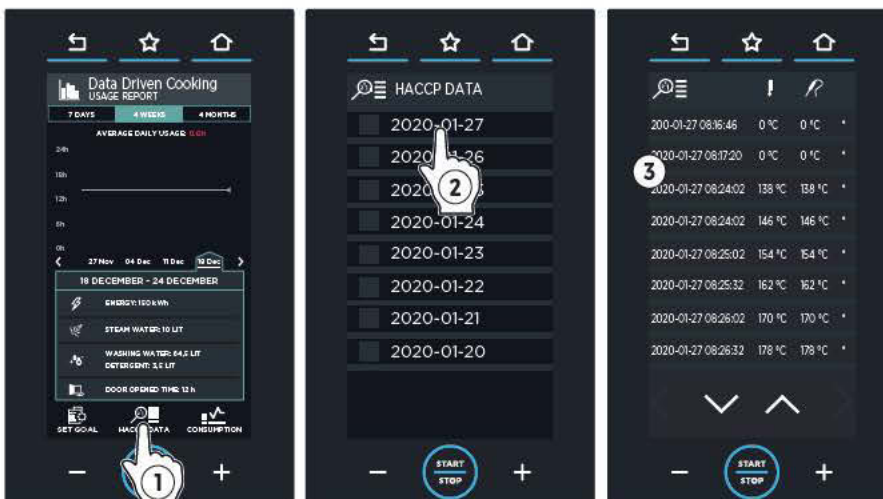 Data Driven Cooking
USAGE REPORT
7 DAYS 4 WEEKS 4 MONTHS
AVERAGE DAILY USAGE:
24h
18h
12h
6h
0h
27 Nov 04 Dec 11 Dec 18 Dec
18 DECEMBER - 24 DECEMBER
ENERGY: 150 kWh
STEAM WATER: 10 LIT
WASHING WATER: 64,5 LIT
DETERGENT: 3,5 LIT
DOOR OPENED TIME: 12 h
SET GOAL HACC DATA CONSUMPTION
- 1 +
HACCP DATA
2020-01-27
2020-01-26
2
2020-01-24
2020-01-23
2020-01-22
2020-01-21
2020-01-20
- START STOP +
200-01-27 08:16:46 0 °C 0 °C *
2020-01-27 08:17:20 0 °C 0 °C *
3
2020-01-27 08:24:02 138 °C 138 °C *
2020-01-27 08:24:02 146 °C 146 °C *
2020-01-27 08:25:02 154 °C 154 °C *
2020-01-27 08:25:32 162 °C 162 °C *
2020-01-27 08:26:02 170 °C 170 °C *
2020-01-27 08:26:32 178 °C 178 °C *
- START STOP +